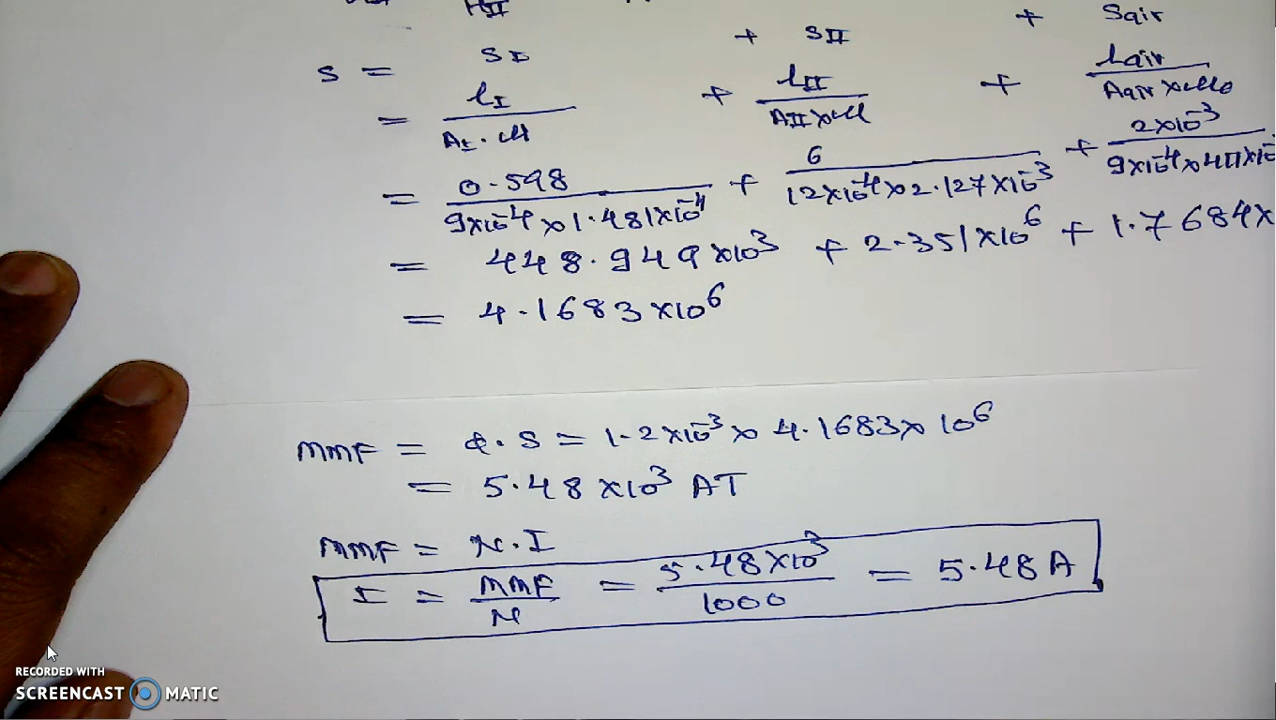 + Sair
S = SI + SII
= lI / AI . μ + lII / AII × μ + lair / Aair × μ0
= 0.598 / 9×10⁻⁴ × 1.481×10⁻⁴ + 6 / 12×10⁻⁴ × 2.127×10⁻³ + 2×10⁻³ / 9×10⁻⁴ × 4π×10
= 448.949×10³ + 2.351×10⁶ + 1.7684×
= 4.1683×10⁶
MMF = Φ.S = 1.2×10⁻³ × 4.1683 × 10⁶
= 5.48×10³ AT
MMF = N.I
I = MMF / N = 5.48×10³ / 1000 = 5.48 A
RECORDED WITH
SCREENCAST MATIC